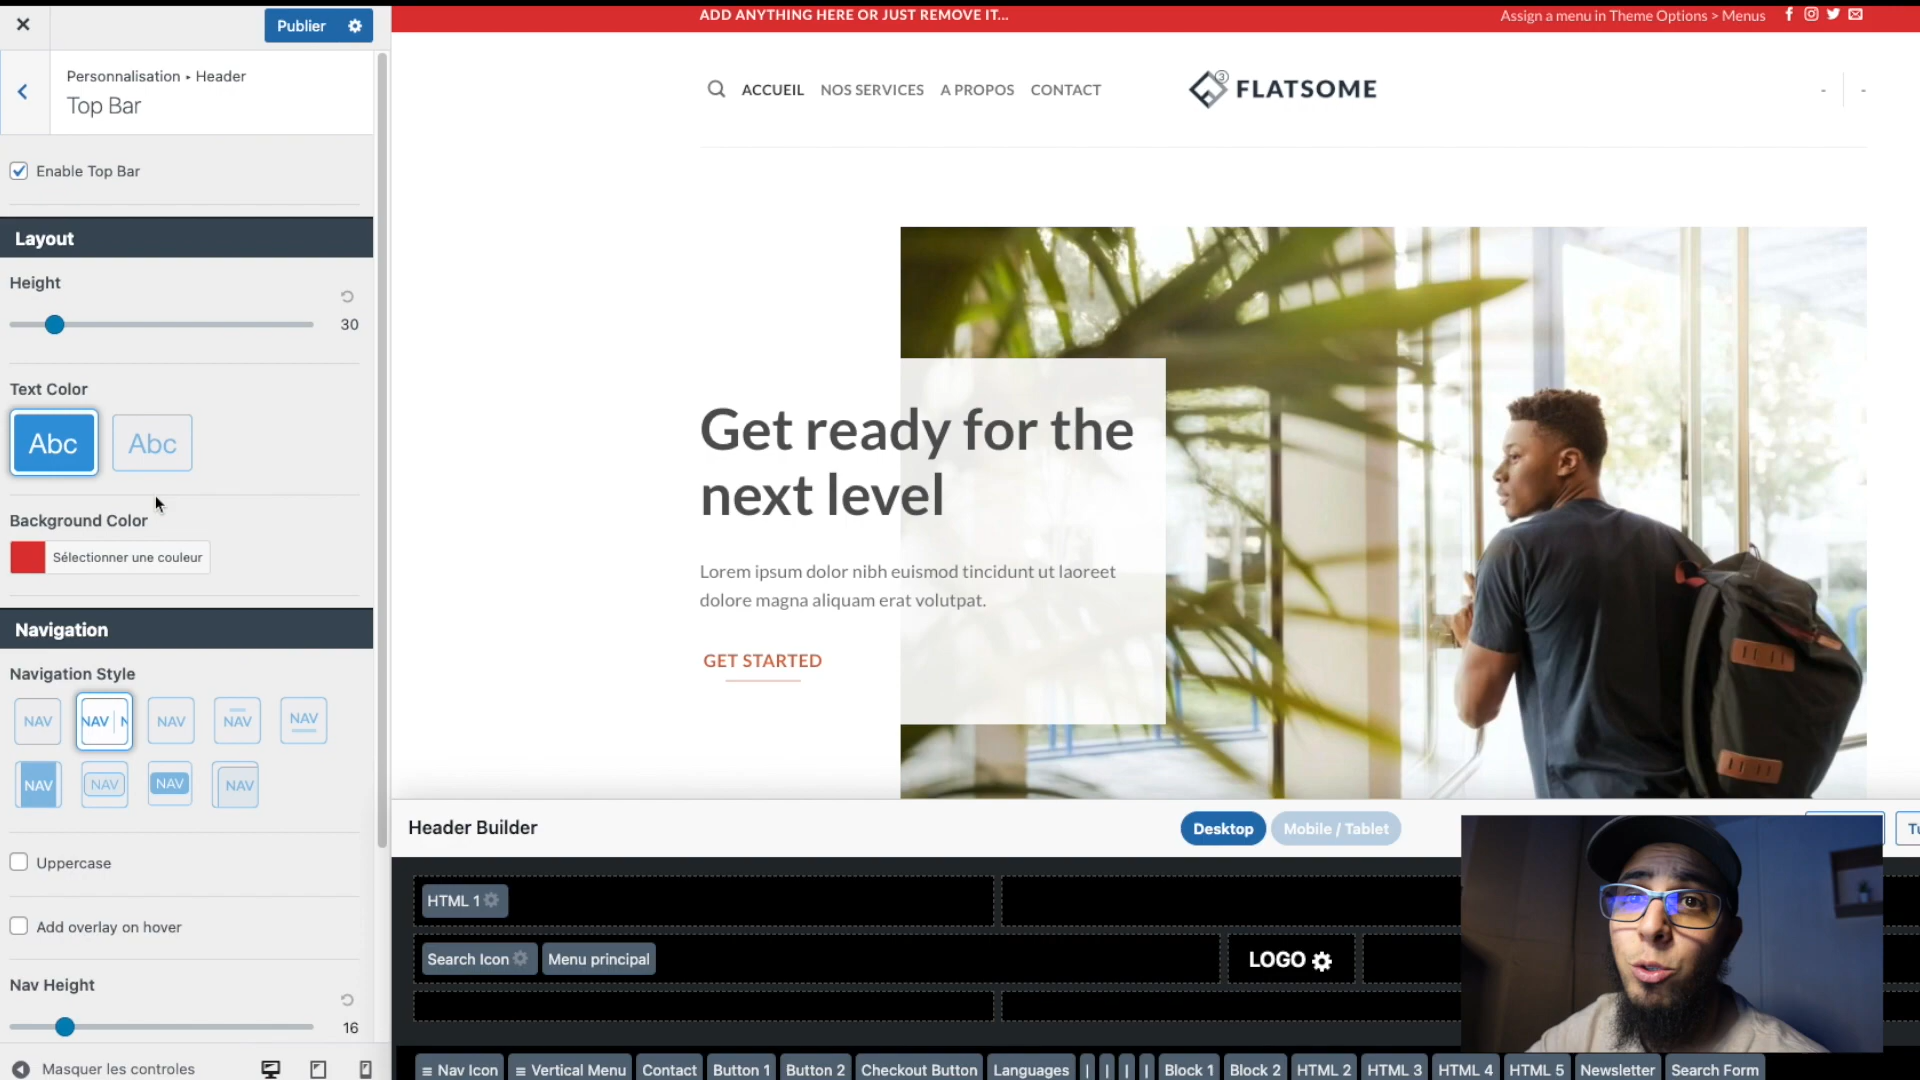 Publier
Personnalisation ▸ Header
Top Bar
Enable Top Bar
Layout
Height
30
Text Color
Abc
Abc
Background Color
Sélectionner une couleur
Navigation
Navigation Style
NAV
NAV | N
NAV
NAV
NAV
NAV
NAV
NAV
NAV
Uppercase
Add overlay on hover
Nav Height
16
Masquer les controles
ADD ANYTHING HERE OR JUST REMOVE IT...
Assign a menu in Theme Options > Menus
ACCUEIL NOS SERVICES A PROPOS CONTACT
3
FLATSOME
- -
Get ready for the
next level
Lorem ipsum dolor nibh euismod tincidunt ut laoreet
dolore magna aliquam erat volutpat.
GET STARTED
Header Builder
Desktop
Mobile / Tablet
HTML 1
Search Icon
Menu principal
LOGO
≡ Nav Icon
≡ Vertical Menu
Contact
Button 1
Button 2
Checkout Button
Languages
|
|
|
|
Block 1
Block 2
HTML 2
HTML 3
HTML 4
HTML 5
Newsletter
Search Form